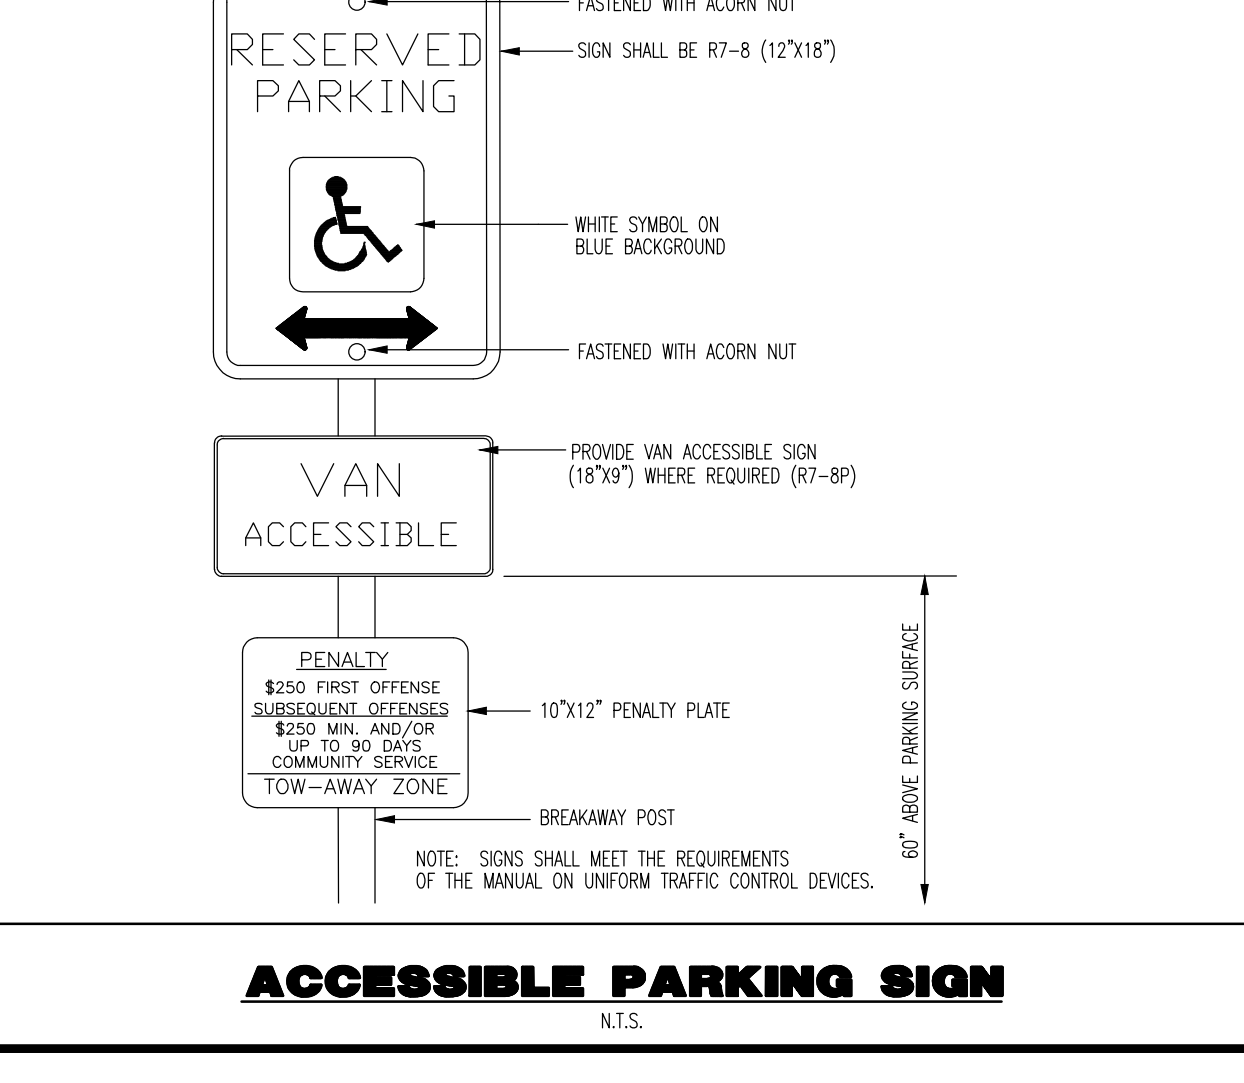 FASTENED WITH ACORN NUT
RESERVED
PARKING
SIGN SHALL BE R7-8 (12"X18")
WHITE SYMBOL ON
BLUE BACKGROUND
FASTENED WITH ACORN NUT
VAN
ACCESSIBLE
PROVIDE VAN ACCESSIBLE SIGN
(18"X9") WHERE REQUIRED (R7-8P)
PENALTY
$250 FIRST OFFENSE
SUBSEQUENT OFFENSES
$250 MIN. AND/OR
UP TO 90 DAYS
COMMUNITY SERVICE
TOW-AWAY ZONE
10"X12" PENALTY PLATE
60" ABOVE PARKING SURFACE
BREAKAWAY POST
NOTE: SIGNS SHALL MEET THE REQUIREMENTS
OF THE MANUAL ON UNIFORM TRAFFIC CONTROL DEVICES.
ACCESSIBLE PARKING SIGN
N.T.S.